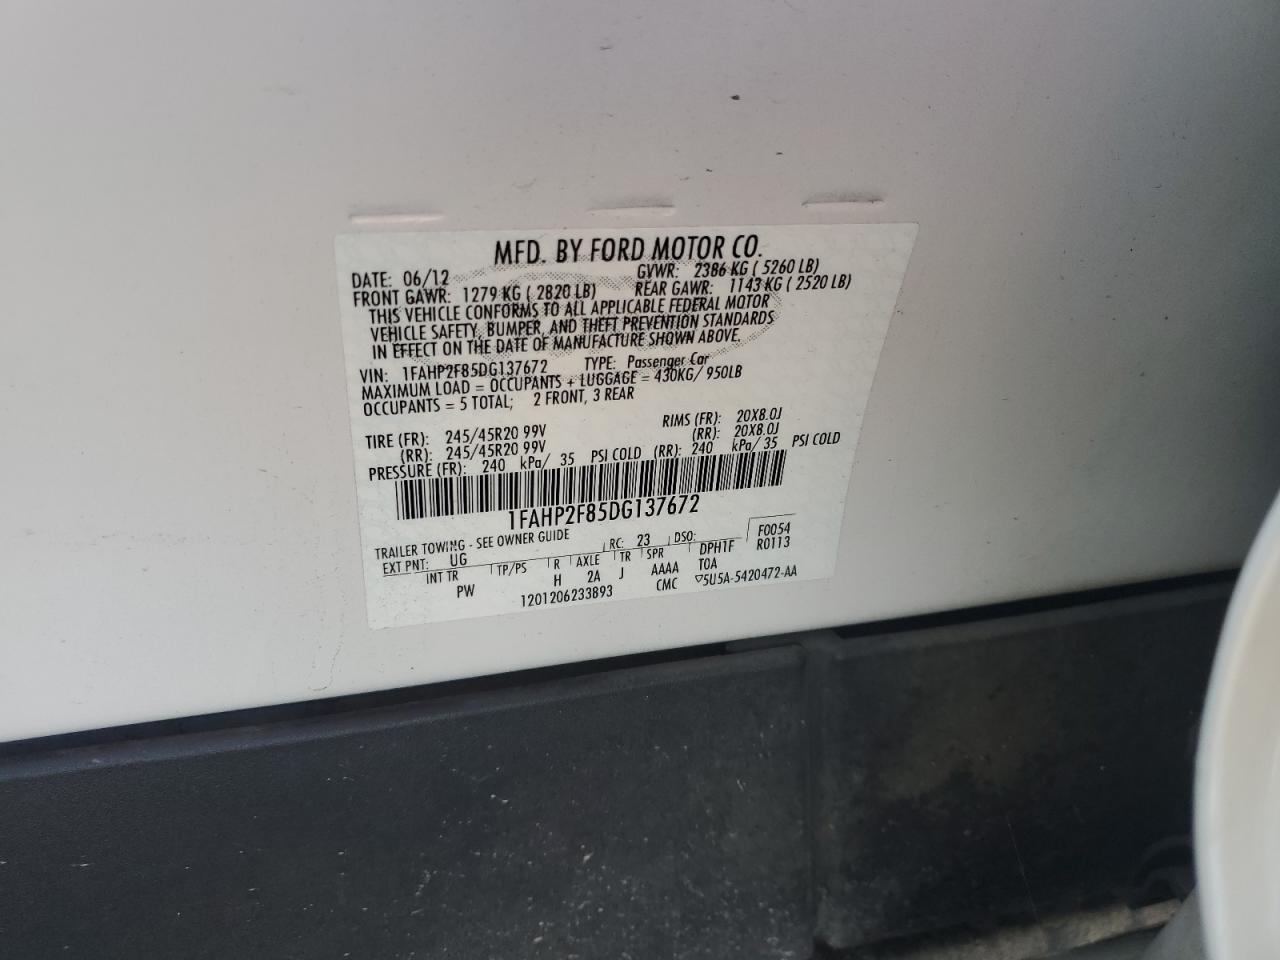 MFD. BY FORD MOTOR CO.
DATE: 06/12 GVWR: 2386 KG ( 5260 LB)
FRONT GAWR: 1279 KG ( 2820 LB) REAR GAWR: 1143 KG ( 2520 LB)
THIS VEHICLE CONFORMS TO ALL APPLICABLE FEDERAL MOTOR
VEHICLE SAFETY, BUMPER, AND THEFT PREVENTION STANDARDS
IN EFFECT ON THE DATE OF MANUFACTURE SHOWN ABOVE.
VIN: 1FAHP2F85DG137672 TYPE: Passenger Car
MAXIMUM LOAD = OCCUPANTS + LUGGAGE = 430KG/ 950LB
OCCUPANTS = 5 TOTAL; 2 FRONT, 3 REAR
TIRE (FR): 245/45R20 99V RIMS (FR): 20X8.0J
(RR): 245/45R20 99V (RR): 20X8.0J
PRESSURE (FR): 240 kPa/ 35 PSI COLD (RR): 240 kPa/ 35 PSI COLD
1FAHP2F85DG137672
TRAILER TOWING - SEE OWNER GUIDE F0054
EXT PNT: UG RC: 23 DSO: R0113
INT TR TP/PS R AXLE TR SPR DPH1F
PW H 2A J AAAA TOA
1201206233893 CMC ▽5U5A-5420472-AA